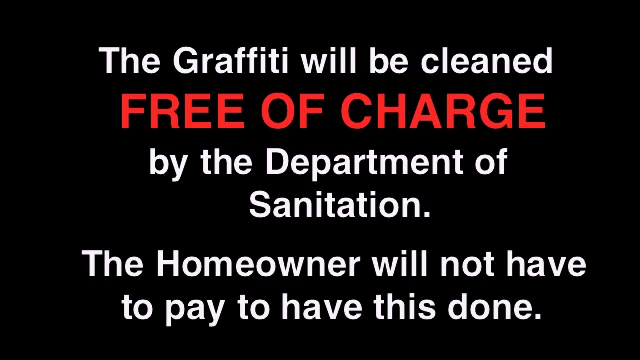 The Graffiti will be cleaned
FREE OF CHARGE
by the Department of
Sanitation.
The Homeowner will not have
to pay to have this done.